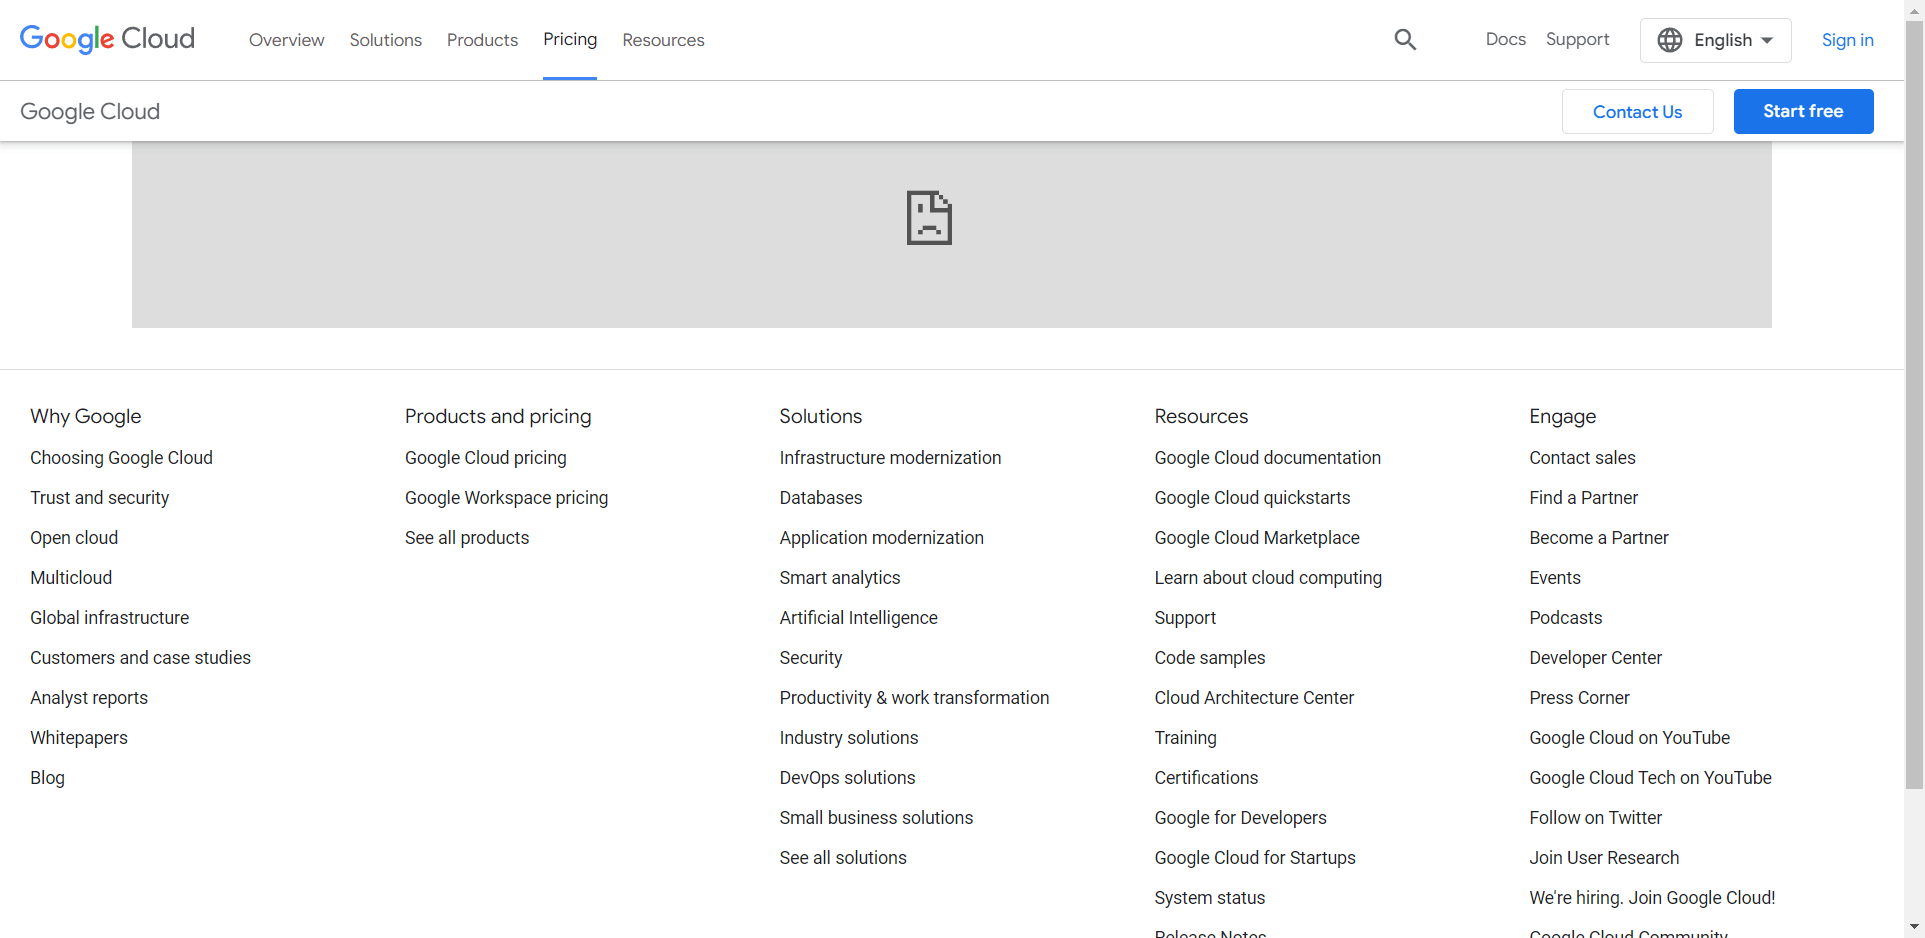 Google Cloud
Overview
Solutions
Products
Pricing
Resources
Docs
Support
English
Sign in
Google Cloud
Contact Us
Start free
Why Google
Choosing Google Cloud
Trust and security
Open cloud
Multicloud
Global infrastructure
Customers and case studies
Analyst reports
Whitepapers
Blog
Products and pricing
Google Cloud pricing
Google Workspace pricing
See all products
Solutions
Infrastructure modernization
Databases
Application modernization
Smart analytics
Artificial Intelligence
Security
Productivity & work transformation
Industry solutions
DevOps solutions
Small business solutions
See all solutions
Resources
Google Cloud documentation
Google Cloud quickstarts
Google Cloud Marketplace
Learn about cloud computing
Support
Code samples
Cloud Architecture Center
Training
Certifications
Google for Developers
Google Cloud for Startups
System status
Release Notes
Engage
Contact sales
Find a Partner
Become a Partner
Events
Podcasts
Developer Center
Press Corner
Google Cloud on YouTube
Google Cloud Tech on YouTube
Follow on Twitter
Join User Research
We're hiring. Join Google Cloud!
Google Cloud Community